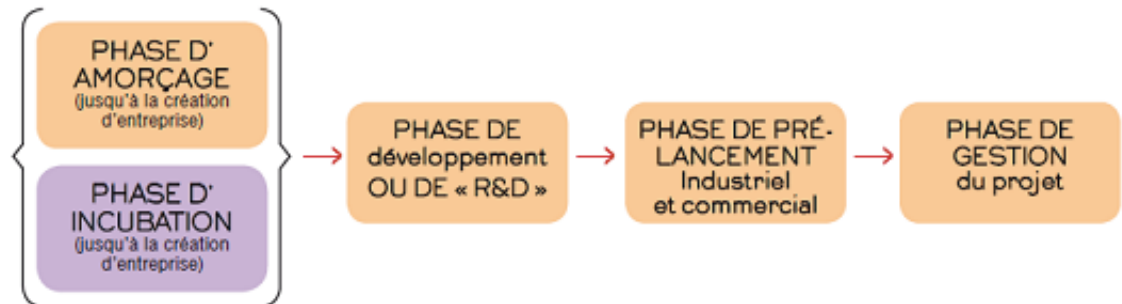 PHASE D'
AMORÇAGE
(jusqu'à la création
d'entreprise)
PHASE D'
INCUBATION
(jusqu'à la création
d'entreprise)
PHASE DE
développement
OU DE « R&D »
PHASE DE PRÉ-
LANCEMENT
Industriel
et commercial
PHASE DE
GESTION
du projet